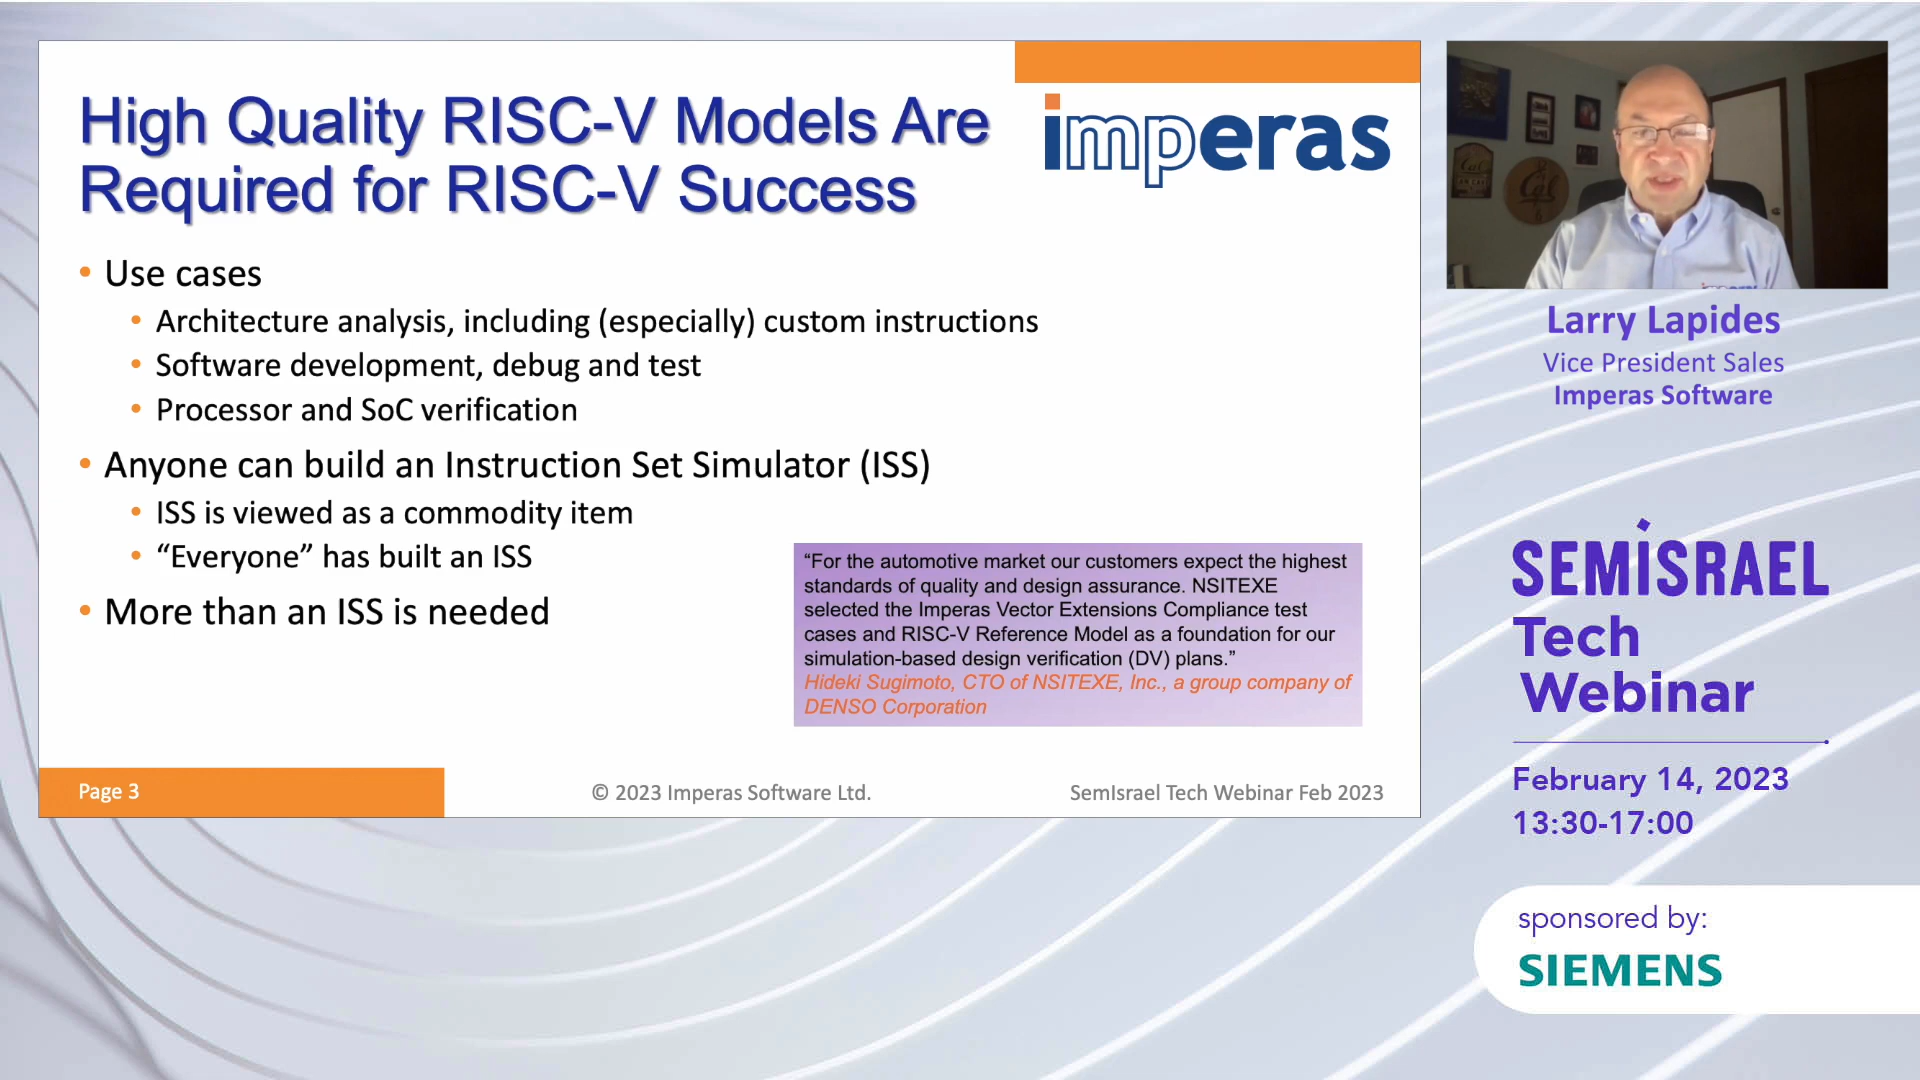 High Quality RISC-V Models Are
Required for RISC-V Success
imperas
• Use cases
• Architecture analysis, including (especially) custom instructions
• Software development, debug and test
• Processor and SoC verification
• Anyone can build an Instruction Set Simulator (ISS)
• ISS is viewed as a commodity item
• “Everyone” has built an ISS
• More than an ISS is needed
“For the automotive market our customers expect the highest
standards of quality and design assurance. NSITEXE
selected the Imperas Vector Extensions Compliance test
cases and RISC-V Reference Model as a foundation for our
simulation-based design verification (DV) plans.”
Hideki Sugimoto, CTO of NSITEXE, Inc., a group company of
DENSO Corporation
Page 3
© 2023 Imperas Software Ltd.
SemIsrael Tech Webinar Feb 2023
Cal
Cal
Larry Lapides
Vice President Sales
Imperas Software
SEMISRAEL
Tech
Webinar
February 14, 2023
13:30-17:00
sponsored by:
SIEMENS